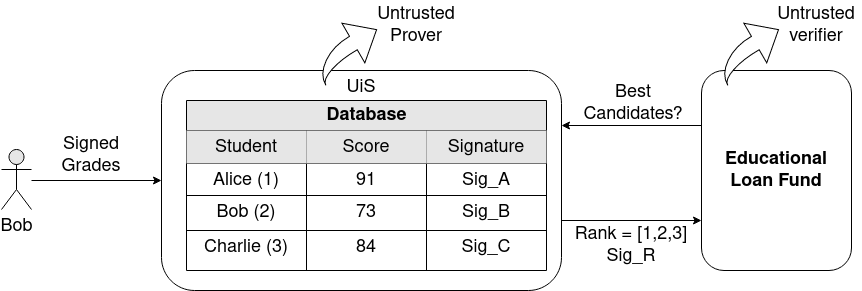 Untrusted
Prover
Untrusted
verifier
UiS
Best
Candidates?
Database
Signed
Grades
Student Score Signature
Alice (1) 91 Sig_A
Bob (2) 73 Sig_B
Charlie (3) 84 Sig_C
Educational
Loan Fund
Bob
Rank = [1,2,3]
Sig_R